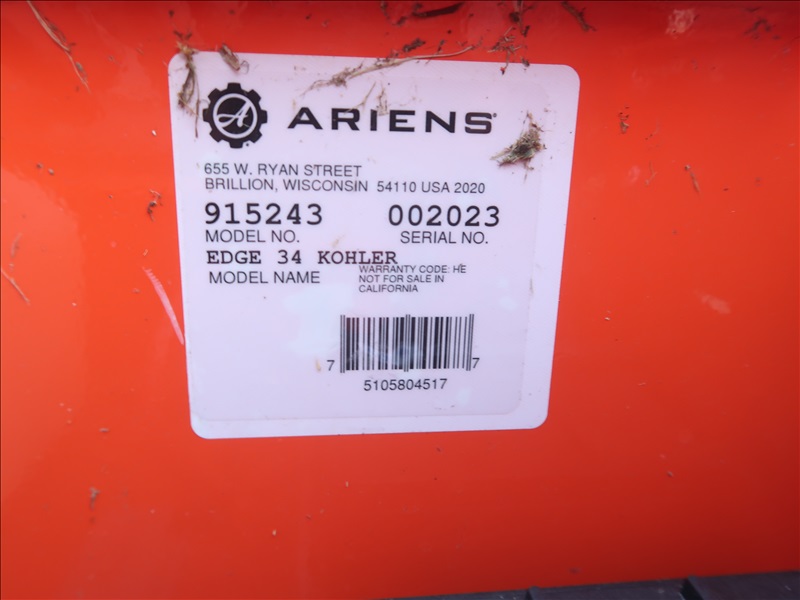 A ARIENS
655 W. RYAN STREET
BRILLION, WISCONSIN 54110 USA 2020
915243 002023
MODEL NO. SERIAL NO.
EDGE 34 KOHLER
MODEL NAME
WARRANTY CODE: HE
NOT FOR SALE IN
CALIFORNIA
7 7
5105804517